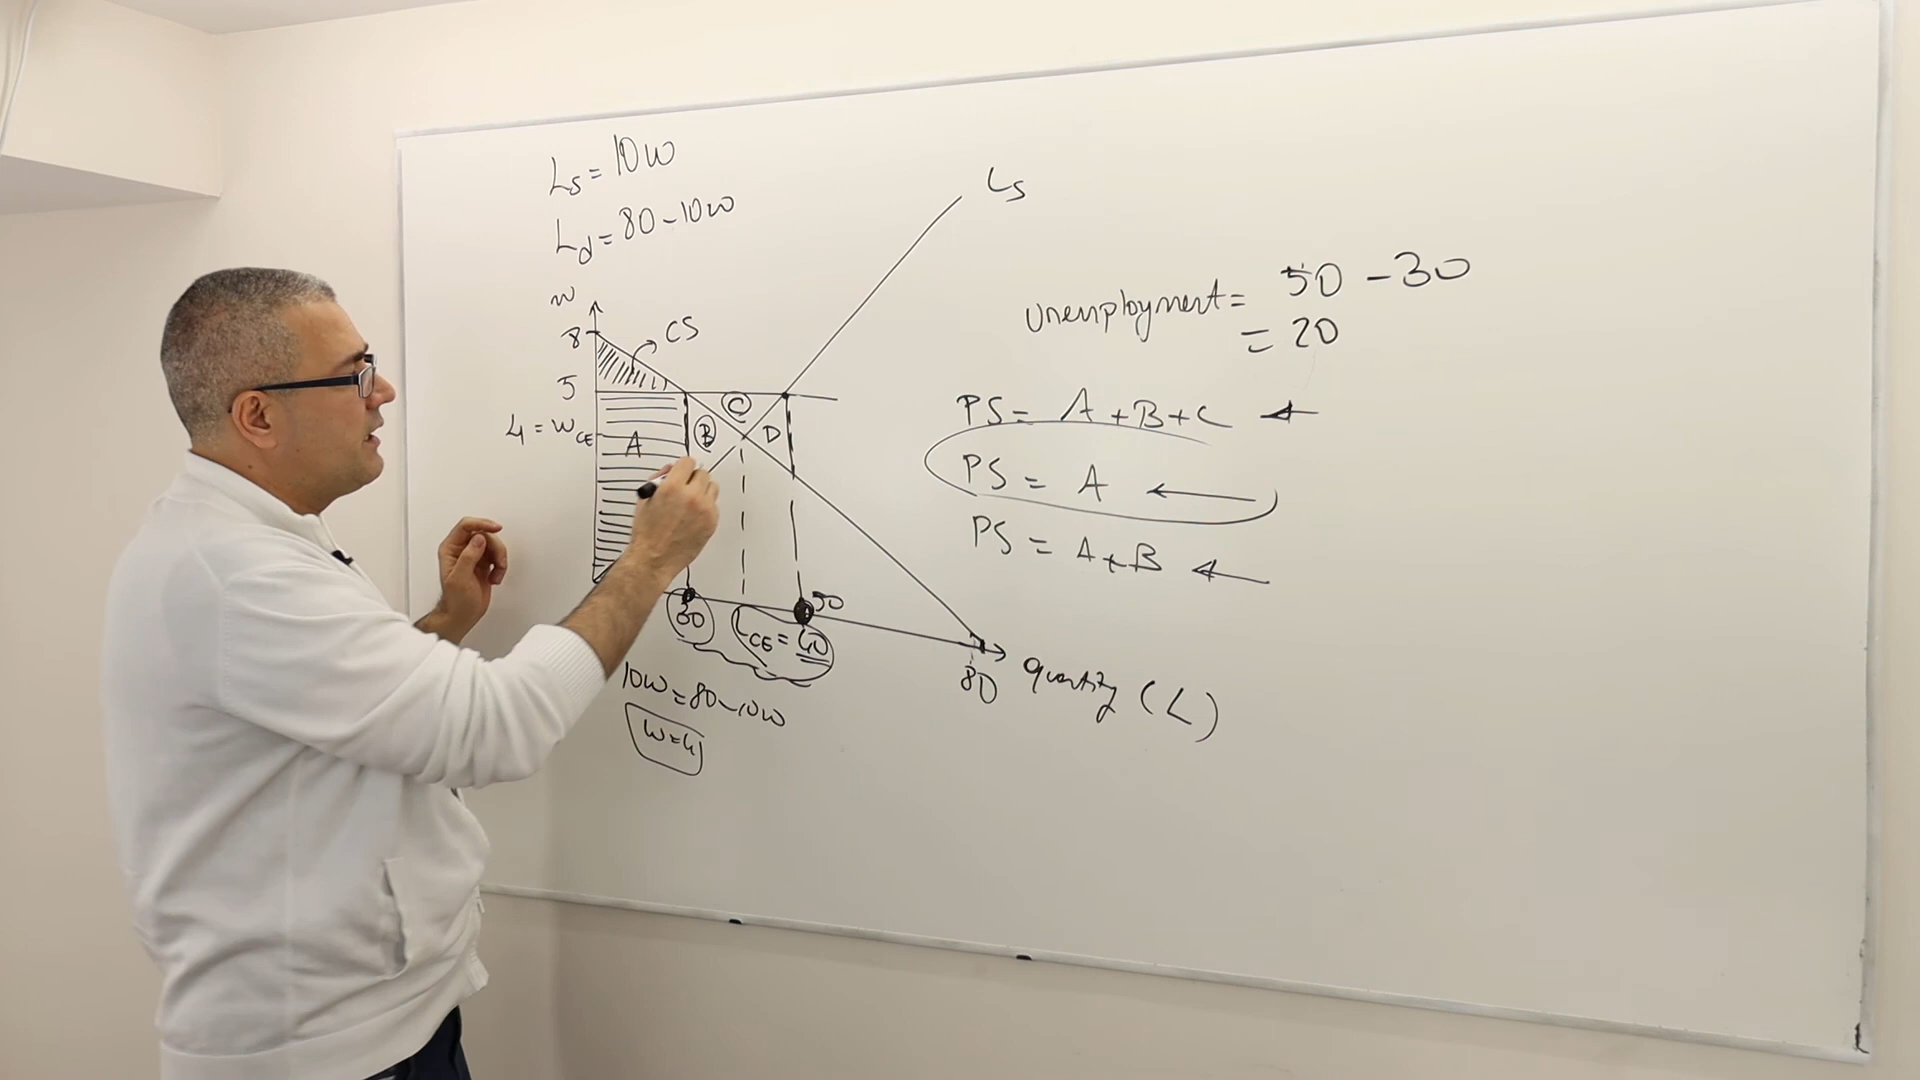 Ls = 10w
Ld = 80-10w
w
8
CS
5
4 = wCE
A
B
C
D
30
LCE = 40
50
80
quantity (L)
10w = 80-10w
w=4
Ls
Unemployment = 50 - 30
= 20
PS = A+B+C
PS = A
PS = A+B